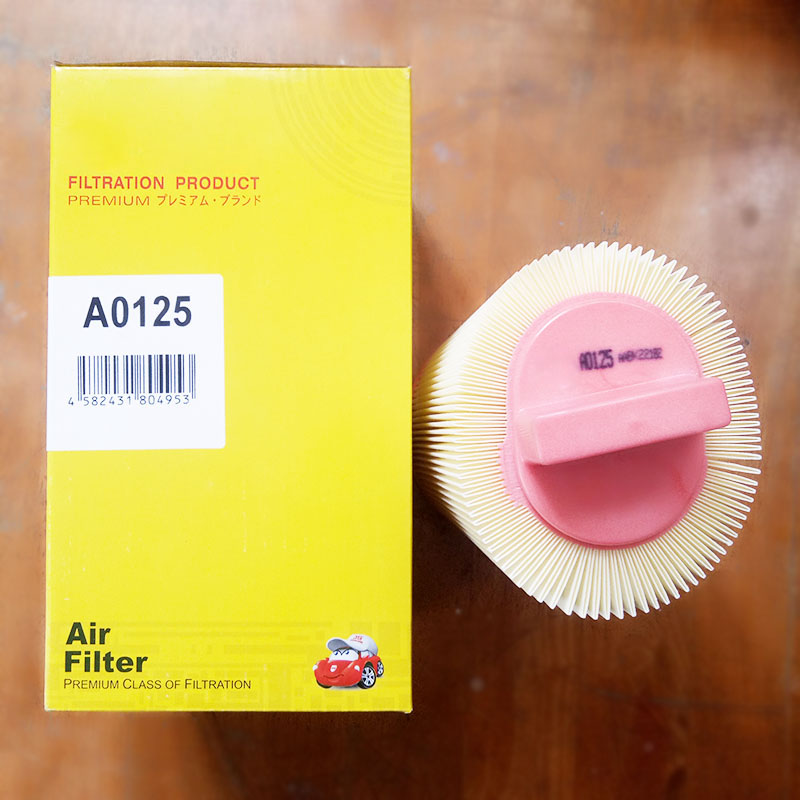 FILTRATION PRODUCT
PREMIUM プレミアム・ブランド
A0125
4 582431 804953
Air
Filter
PREMIUM CLASS OF FILTRATION
A0125